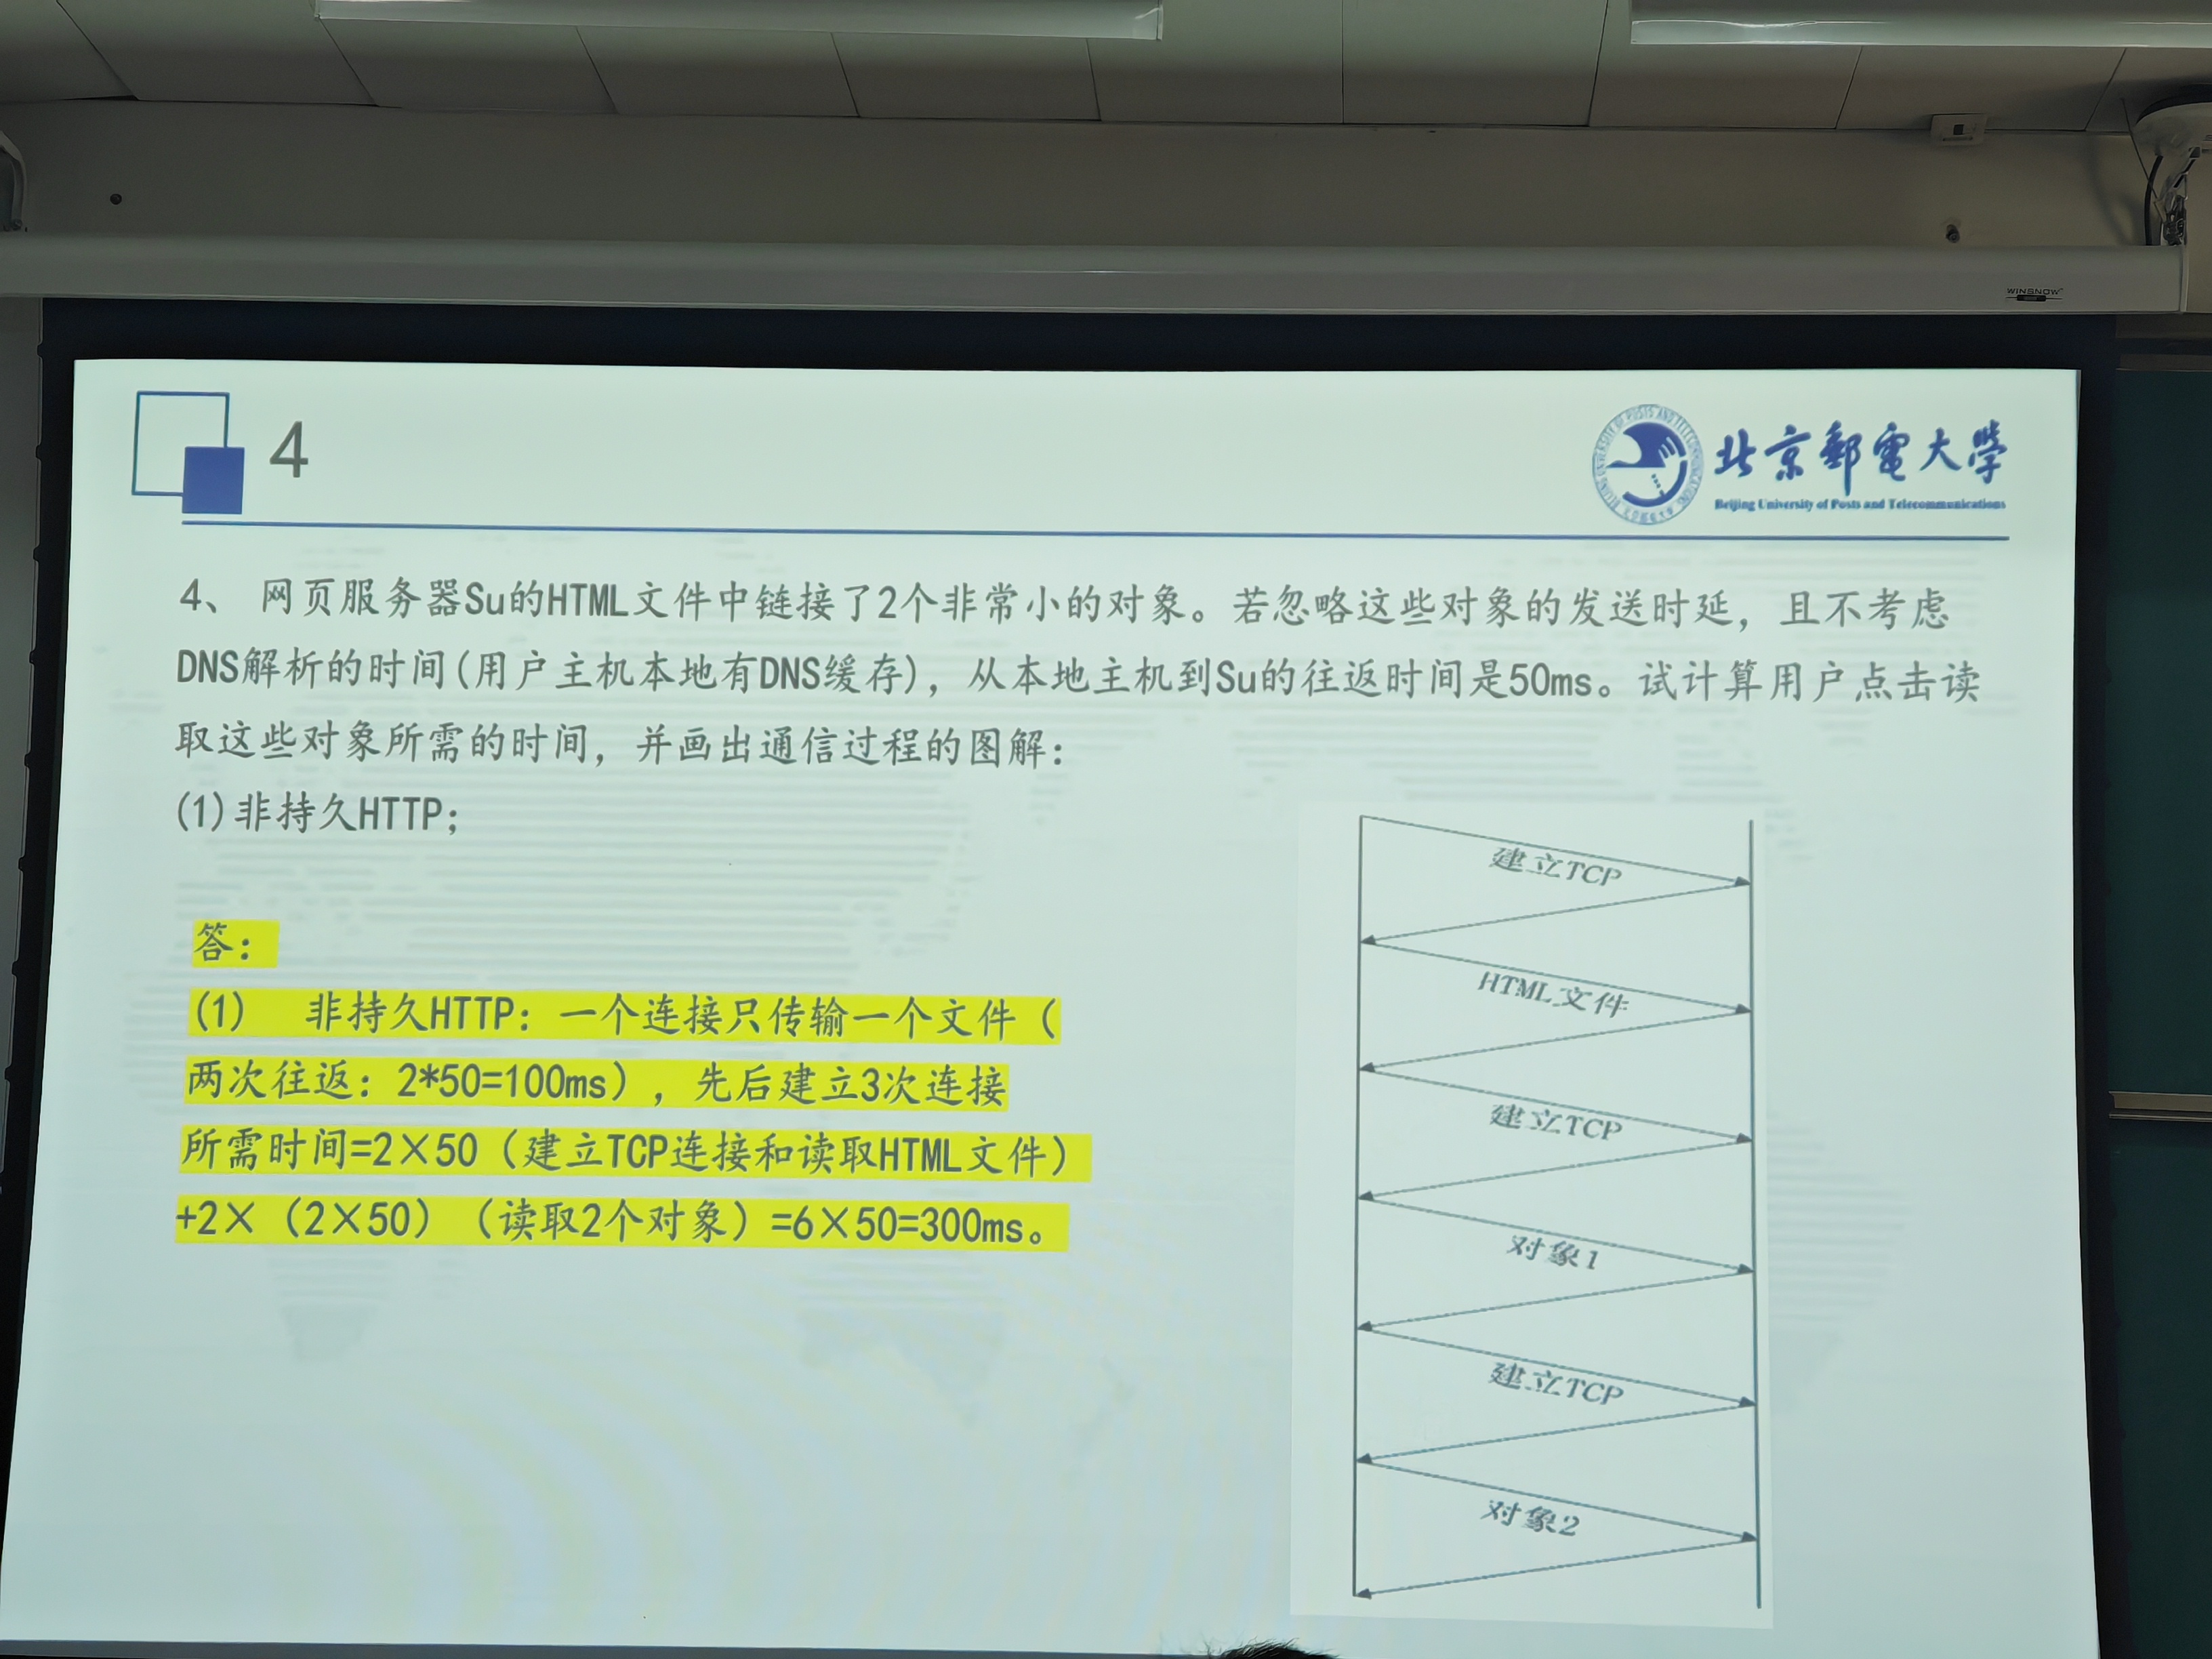 WINSNOW
4
北京郵電大學
Beijing University of Posts and Telecommunications
4、 网页服务器Su的HTML文件中链接了2个非常小的对象。若忽略这些对象的发送时延，且不考虑
DNS解析的时间(用户主机本地有DNS缓存)，从本地主机到Su的往返时间是50ms。试计算用户点击读
取这些对象所需的时间，并画出通信过程的图解：
(1)非持久HTTP;
答：
(1) 非持久HTTP：一个连接只传输一个文件（
两次往返：2*50=100ms），先后建立3次连接
所需时间=2×50（建立TCP连接和读取HTML文件）
+2×（2×50）（读取2个对象）=6×50=300ms。
建立TCP
HTML文件
建立TCP
对象1
建立TCP
对象2